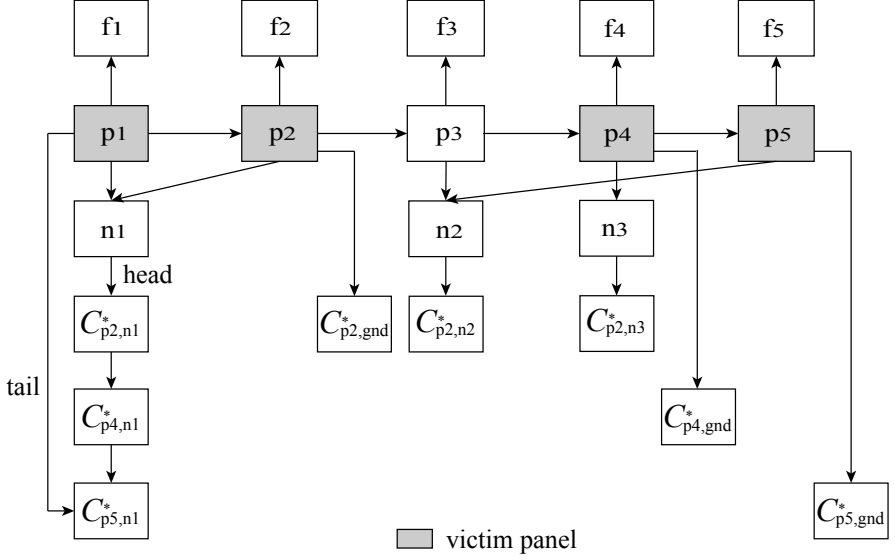 f1 f2 f3 f4 f5
p1 p2 p3 p4 p5
n1 n2 n3
head
C*p2,n1 C*p2,gnd C*p2,n2 C*p2,n3
tail
C*p4,n1 C*p4,gnd
C*p5,n1 C*p5,gnd
victim panel